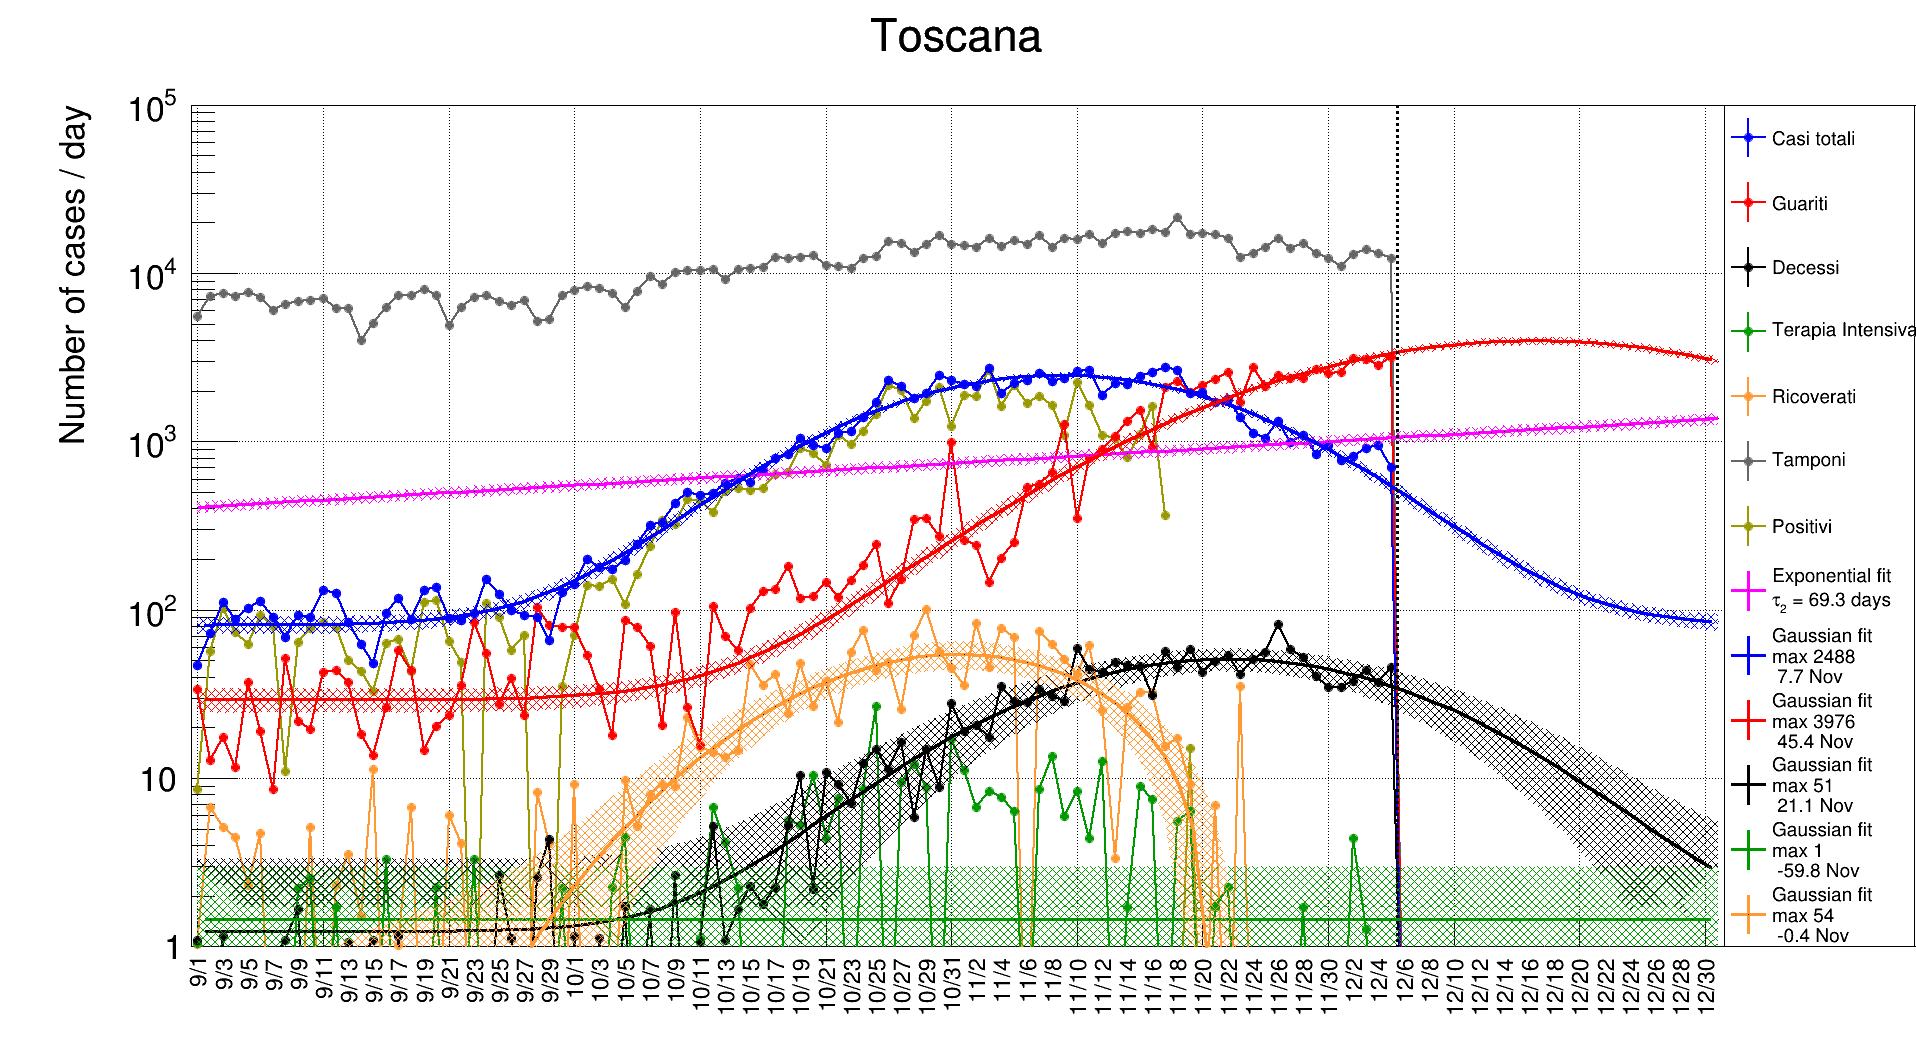 Toscana
Number of cases / day
10^5
10^4
10^3
10^2
10
1
9/1 9/3 9/5 9/7 9/9 9/11 9/13 9/15 9/17 9/19 9/21 9/23 9/25 9/27 9/29 10/1 10/3 10/5 10/7 10/9 10/11 10/13 10/15 10/17 10/19 10/21 10/23 10/25 10/27 10/29 10/31 11/2 11/4 11/6 11/8 11/10 11/12 11/14 11/16 11/18 11/20 11/22 11/24 11/26 11/28 11/30 12/2 12/4 12/6 12/8 12/10 12/12 12/14 12/16 12/18 12/20 12/22 12/24 12/26 12/28 12/30
Casi totali
Guariti
Decessi
Terapia Intensiva
Ricoverati
Tamponi
Positivi
Exponential fit
τ2 = 69.3 days
Gaussian fit
max 2488
7.7 Nov
Gaussian fit
max 3976
45.4 Nov
Gaussian fit
max 51
21.1 Nov
Gaussian fit
max 1
-59.8 Nov
Gaussian fit
max 54
-0.4 Nov